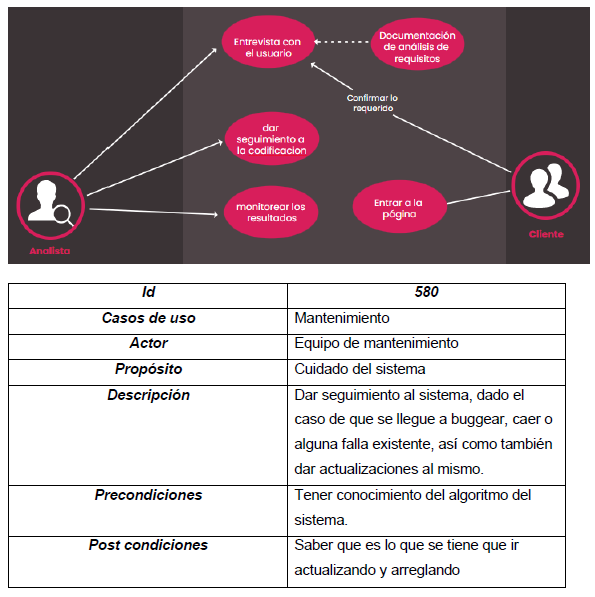 Entrevista con
el usuario
Documentación
de análisis de
requisitos
Confirmar lo
requerido
dar
seguimiento a
la codificacion
monitorear los
resultados
Entrar a la
página
Analista
Cliente
Id 580
Casos de uso Mantenimiento
Actor Equipo de mantenimiento
Propósito Cuidado del sistema
Descripción Dar seguimiento al sistema, dado el
caso de que se llegue a buggear, caer o
alguna falla existente, así como también
dar actualizaciones al mismo.
Precondiciones Tener conocimiento del algoritmo del
sistema.
Post condiciones Saber que es lo que se tiene que ir
actualizando y arreglando